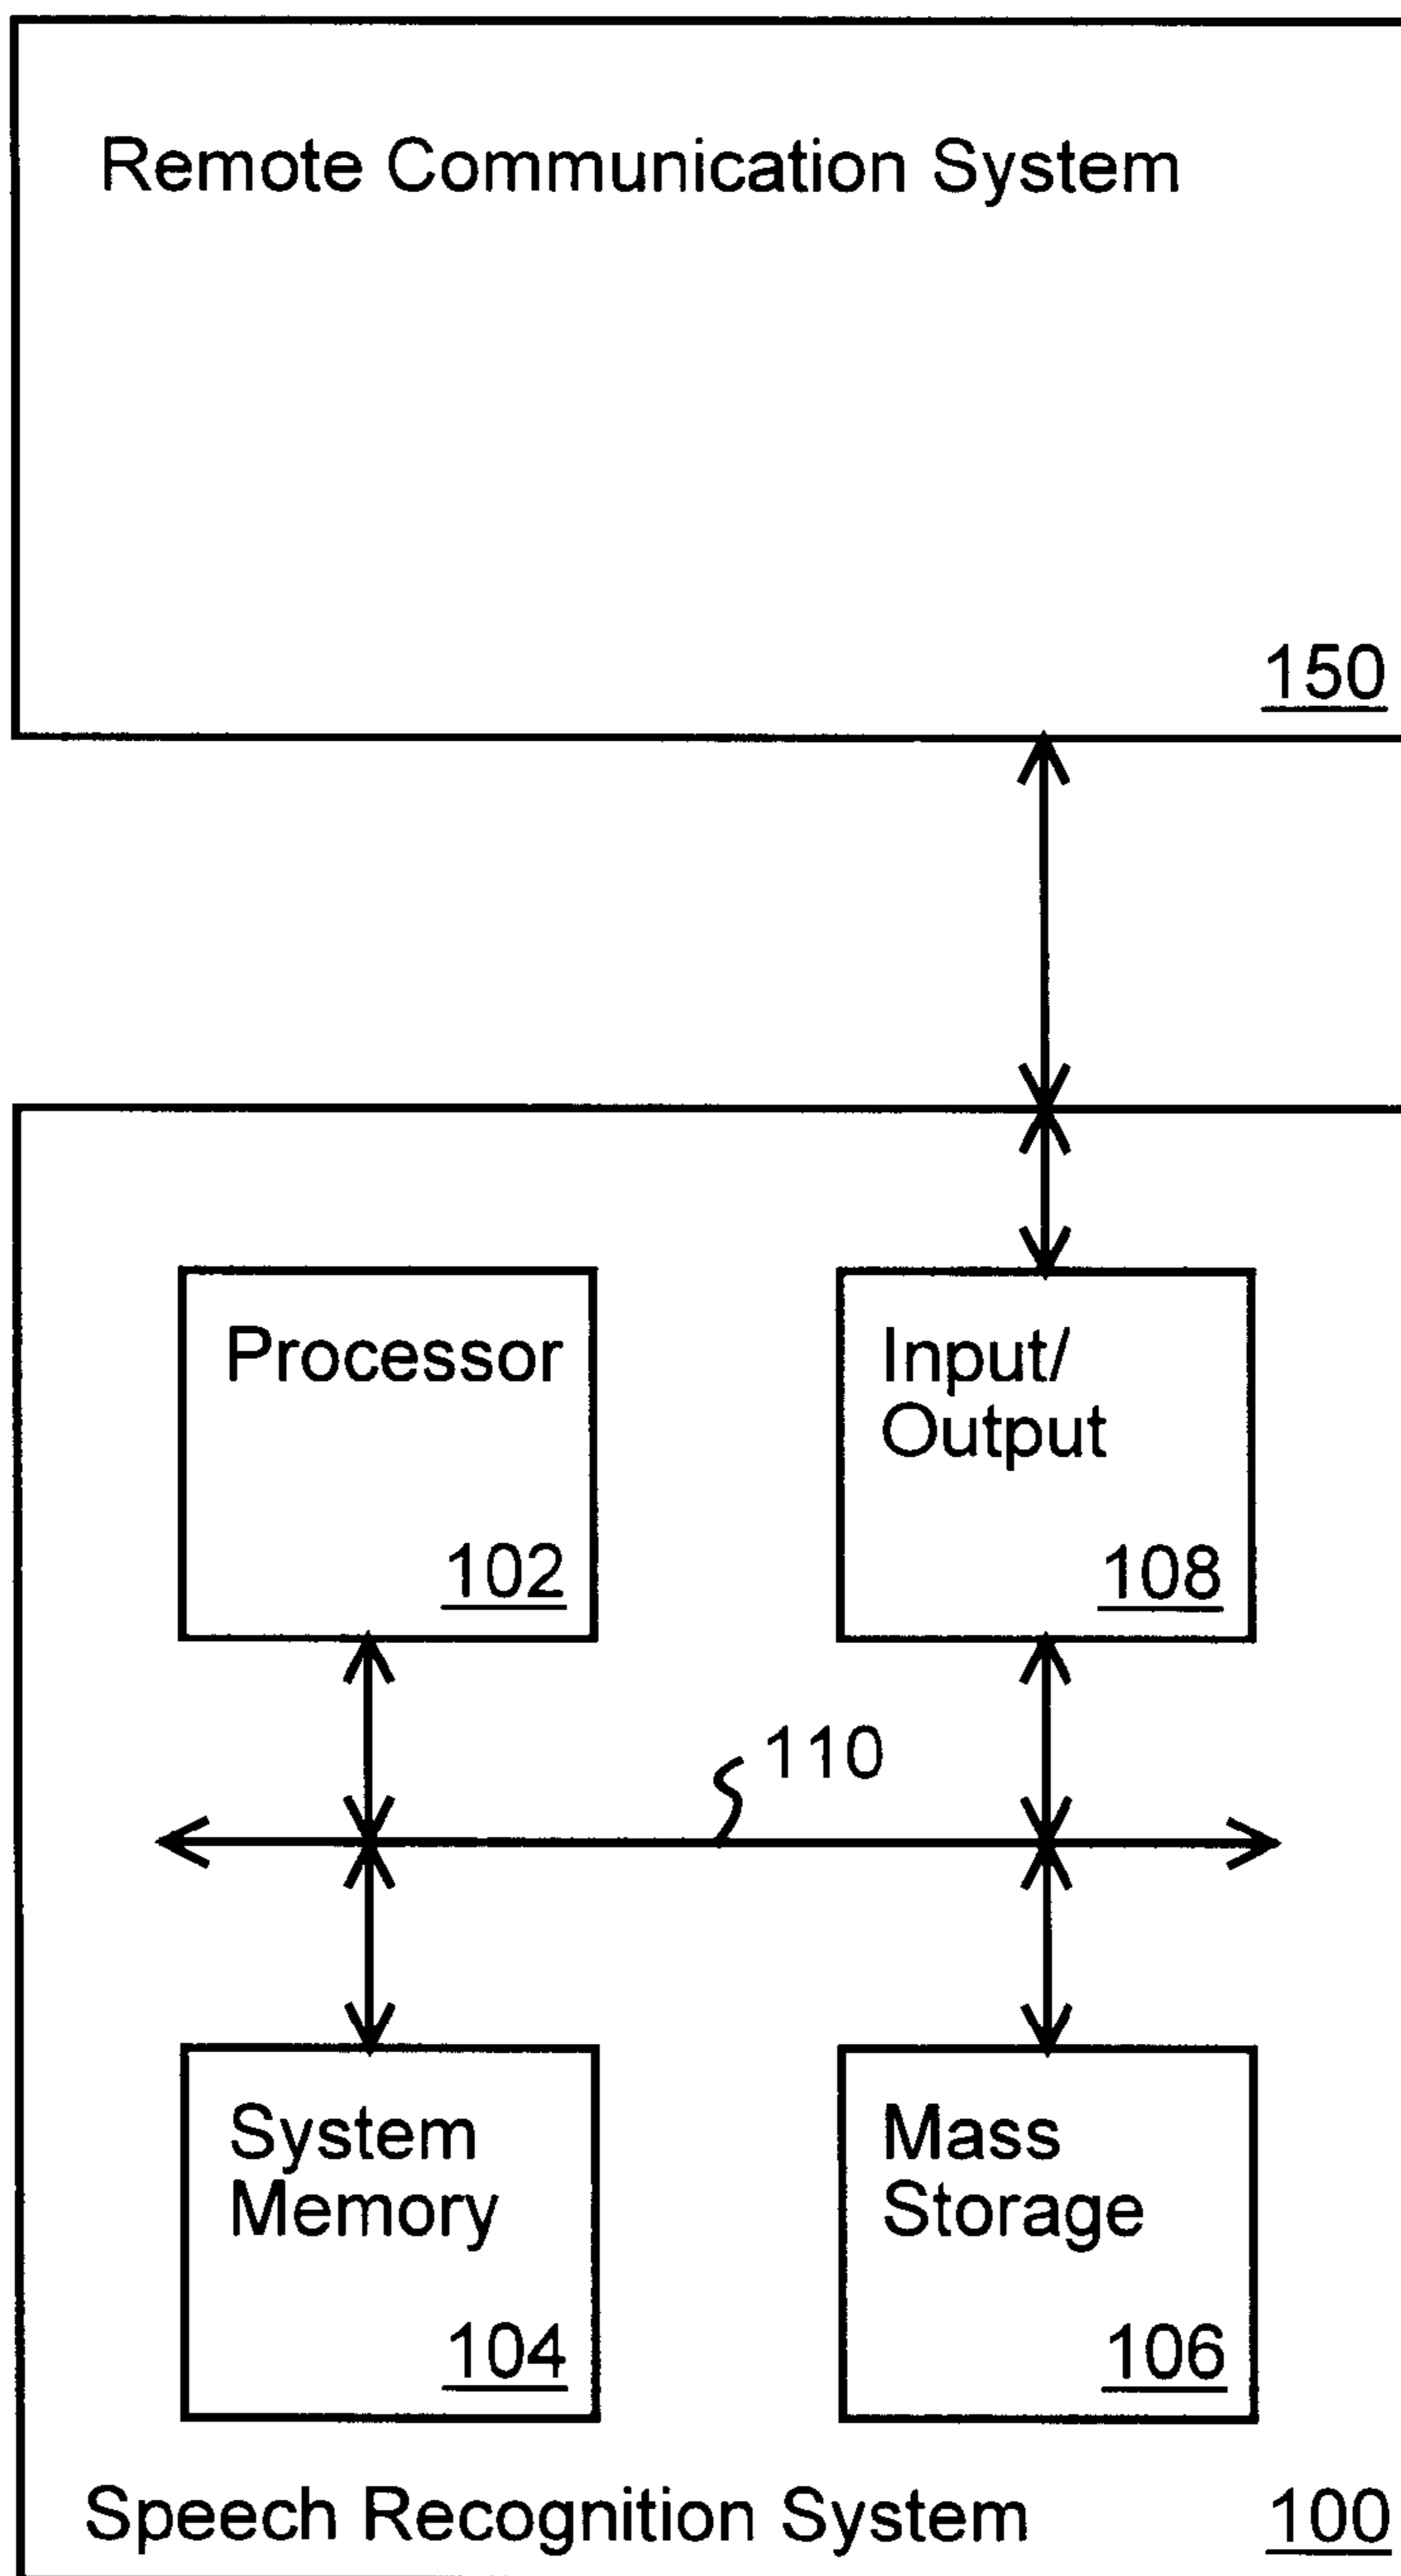 Remote Communication System
150
Processor
102
Input/
Output
108
110
System
Memory
104
Mass
Storage
106
Speech Recognition System
100